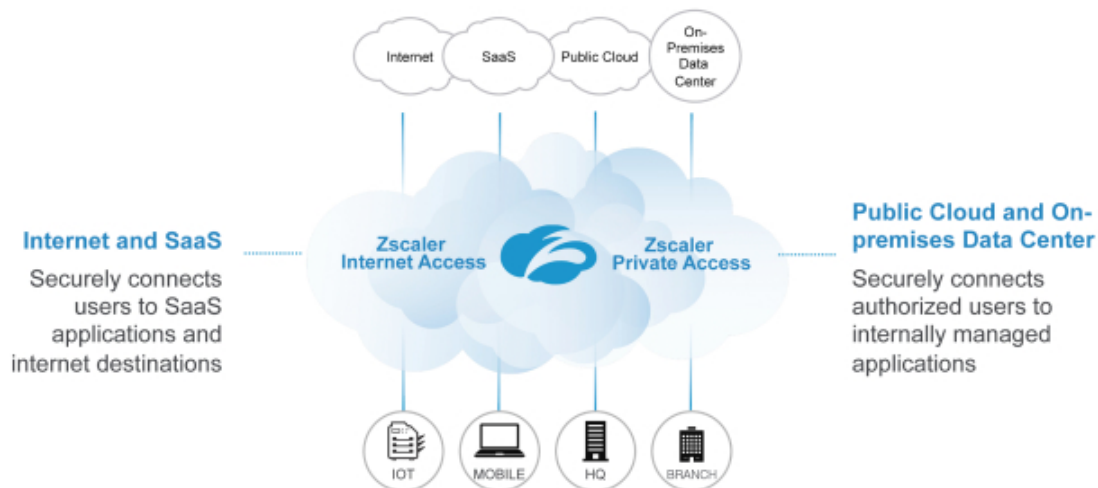 Internet
SaaS
Public Cloud
On-
Premises
Data
Center
Internet and SaaS
Securely connects
users to SaaS
applications and
internet destinations
Zscaler
Internet Access
Zscaler
Private Access
Public Cloud and On-
premises Data Center
Securely connects
authorized users to
internally managed
applications
IOT
MOBILE
HQ
BRANCH